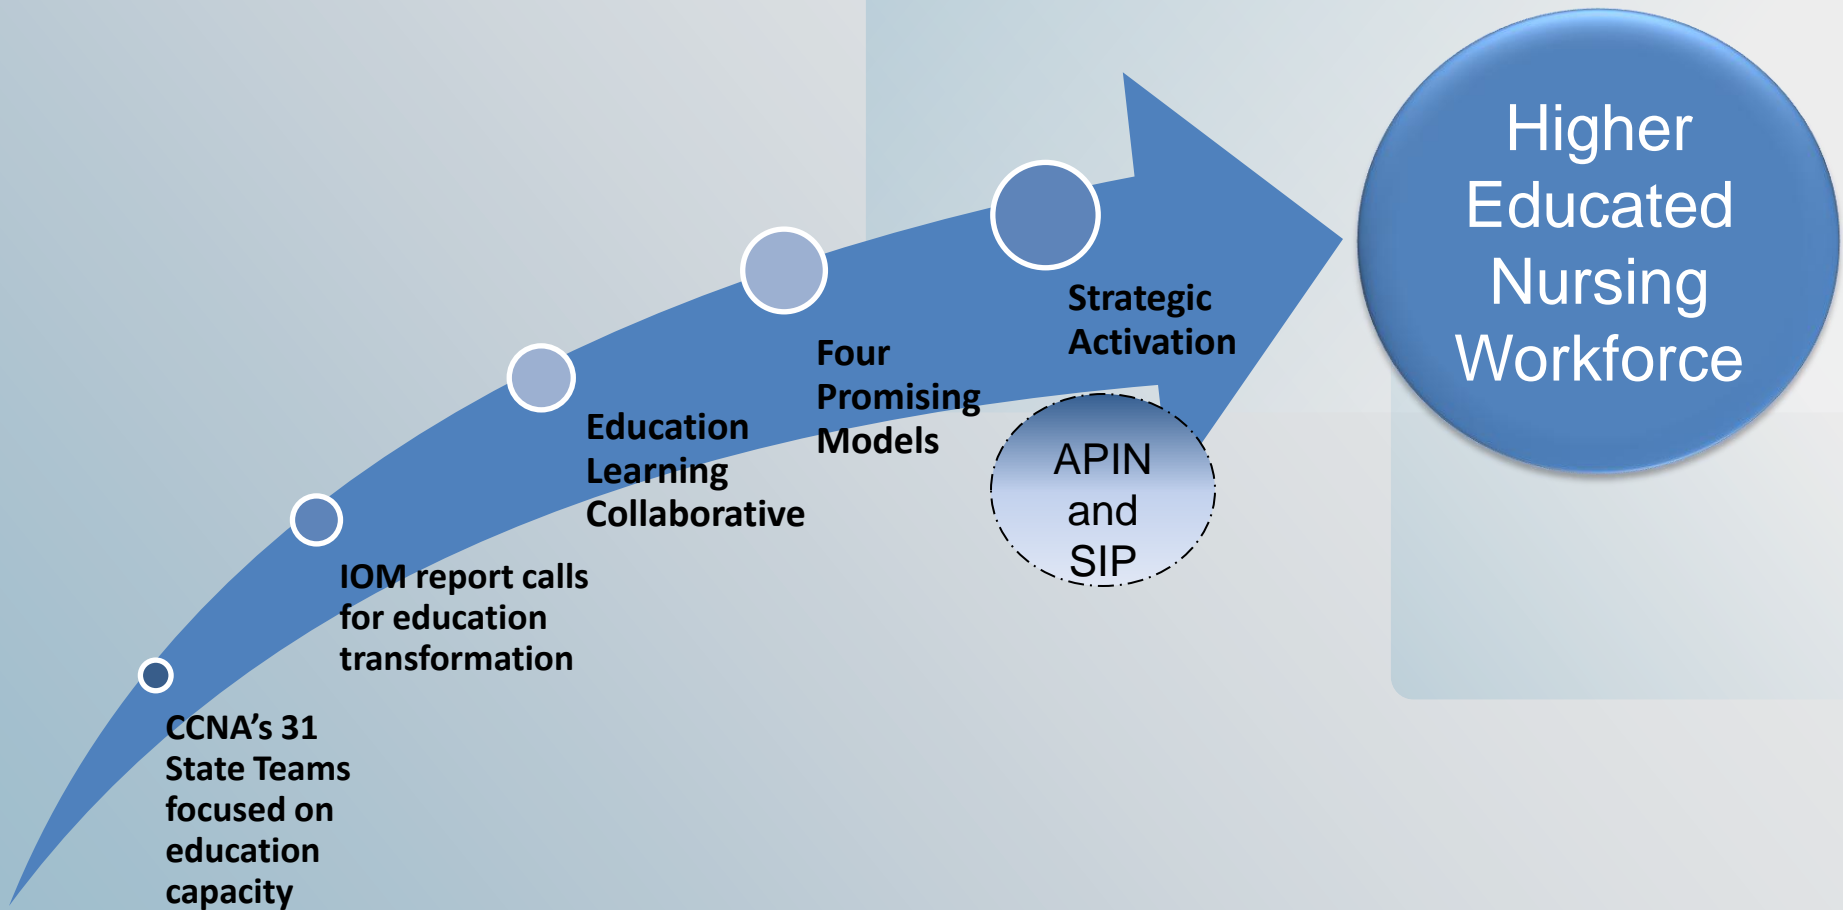 CCNA’s 31
State Teams
focused on
education
capacity
IOM report calls
for education
transformation
Education
Learning
Collaborative
Four
Promising
Models
Strategic
Activation
APIN
and
SIP
Higher
Educated
Nursing
Workforce